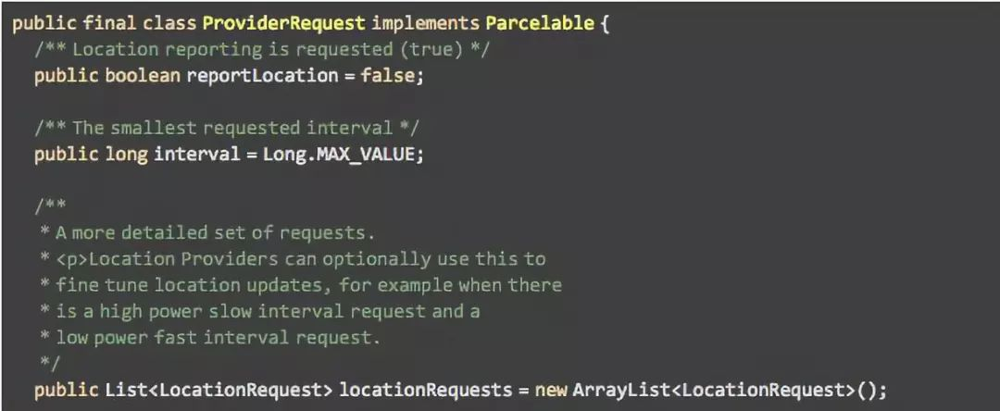 public final class ProviderRequest implements Parcelable {
/** Location reporting is requested (true) */
public boolean reportLocation = false;
/** The smallest requested interval */
public long interval = Long.MAX_VALUE;
/**
* A more detailed set of requests.
* <p>Location Providers can optionally use this to
* fine tune location updates, for example when there
* is a high power slow interval request and a
* low power fast interval request.
*/
public List<LocationRequest> locationRequests = new ArrayList<LocationRequest>();